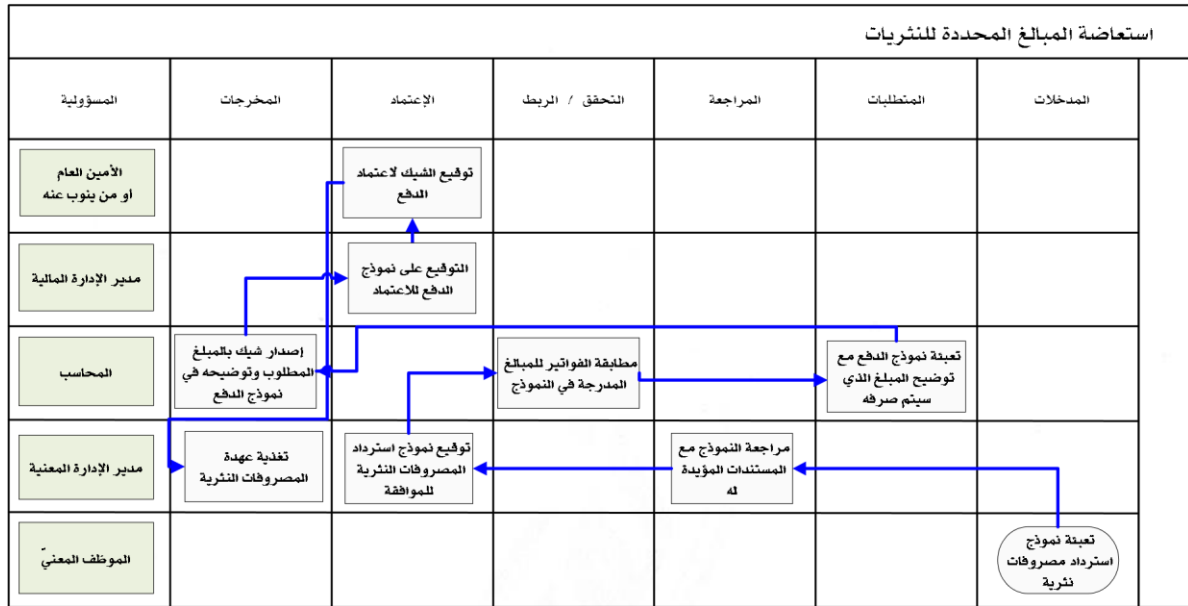 استعاضة المبالغ المحددة للنثريات
المدخلات
المتطلبات
المراجعة
التحقق / الربط
الإعتماد
المخرجات
المسؤولية
توقيع الشيك لاعتماد
الدفع
الأمين العام
او من ينوب عنه
التوقيع على نموذج
الدفع للاعتماد
مدير الإدارة المالية
تعبئة نموذج الدفع مع
توضيح المبلغ الذي
سيتم صرفه
مطابقة الفواتير للمبالغ
المدرجة في النموذج
إصدار شيك بالمبلغ
المطلوب وتوضيحه في
نموذج الدفع
المحاسب
مراجعة النموذج مع
المستندات المؤيدة
له
توقيع نموذج استرداد
المصروفات النثرية
للموافقة
تغذية عهدة
المصروفات النثرية
مدير الإدارة المعنية
تعبئة نموذج
استرداد مصروفات
نثرية
الموظف المعنيّ